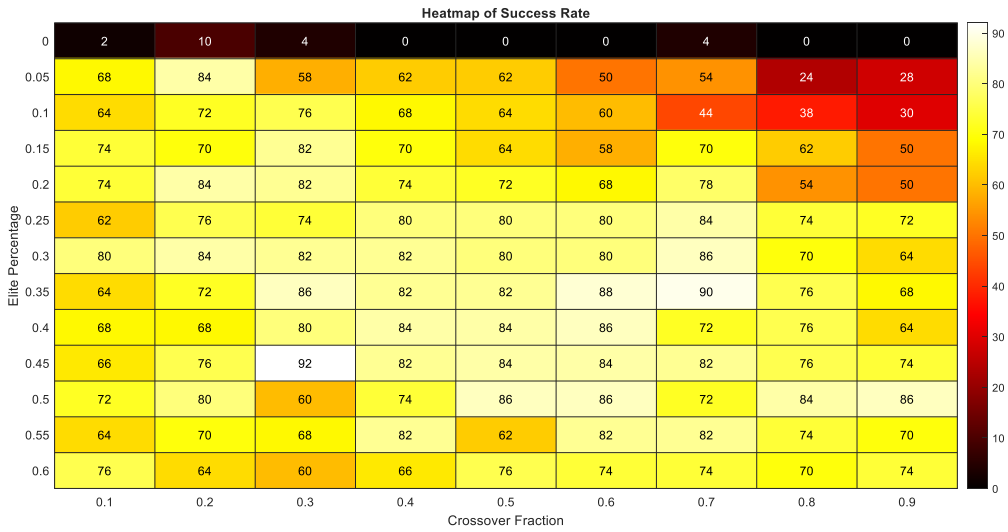 Heatmap of Success Rate
0 2 10 4 0 0 0 4 0 0
0.05 68 84 58 62 62 50 54 24 28
0.1 64 72 76 68 64 60 44 38 30
0.15 74 70 82 70 64 58 70 62 50
0.2 74 84 82 74 72 68 78 54 50
0.25 62 76 74 80 80 80 84 74 72
0.3 80 84 82 82 80 80 86 70 64
0.35 64 72 86 82 82 88 90 76 68
0.4 68 68 80 84 84 86 72 76 64
0.45 66 76 92 82 84 84 82 76 74
0.5 72 80 60 74 86 86 72 84 86
0.55 64 70 68 82 62 82 82 74 70
0.6 76 64 60 66 76 74 74 70 74
0.1 0.2 0.3 0.4 0.5 0.6 0.7 0.8 0.9
Crossover Fraction
Elite Percentage
90
80
70
60
50
40
30
20
10
0